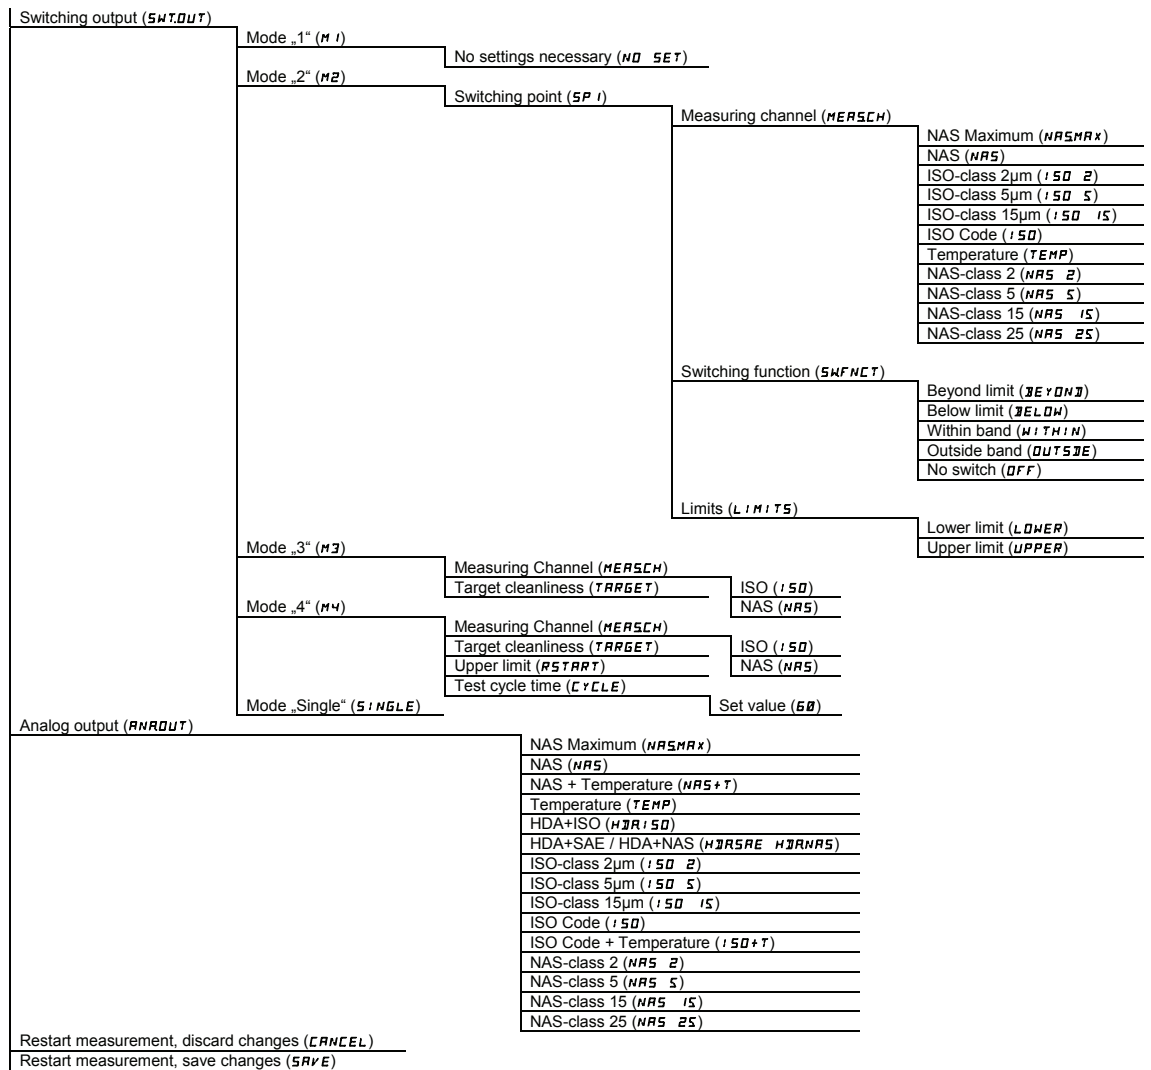 Switching output (SWT.OUT)
Mode „1“ (M1)
No settings necessary (NO SET)
Mode „2“ (M2)
Switching point (SP 1)
Measuring channel (MEASCH)
NAS Maximum (NASMAX)
NAS (NAS)
ISO-class 2µm (ISO 2)
ISO-class 5µm (ISO 5)
ISO-class 15µm (ISO 15)
ISO Code (ISO)
Temperature (TEMP)
NAS-class 2 (NAS 2)
NAS-class 5 (NAS 5)
NAS-class 15 (NAS 15)
NAS-class 25 (NAS 25)
Switching function (SWFNCT)
Beyond limit (BEYOND)
Below limit (BELOW)
Within band (WITHIN)
Outside band (OUTSDE)
No switch (OFF)
Limits (LIMITS)
Lower limit (LOWER)
Upper limit (UPPER)
Mode „3“ (M3)
Measuring Channel (MEASCH)
Target cleanliness (TARGET)
ISO (ISO)
NAS (NAS)
Mode „4“ (M4)
Measuring Channel (MEASCH)
Target cleanliness (TARGET)
ISO (ISO)
Upper limit (RSTART)
NAS (NAS)
Test cycle time (CYCLE)
Mode „Single“ (SINGLE)
Set value (60)
Analog output (ANAOUT)
NAS Maximum (NASMAX)
NAS (NAS)
NAS + Temperature (NAS+T)
Temperature (TEMP)
HDA+ISO (HDAISO)
HDA+SAE / HDA+NAS (HDASAE HDANAS)
ISO-class 2µm (ISO 2)
ISO-class 5µm (ISO 5)
ISO-class 15µm (ISO 15)
ISO Code (ISO)
ISO Code + Temperature (ISO+T)
NAS-class 2 (NAS 2)
NAS-class 5 (NAS 5)
NAS-class 15 (NAS 15)
NAS-class 25 (NAS 25)
Restart measurement, discard changes (CANCEL)
Restart measurement, save changes (SAVE)